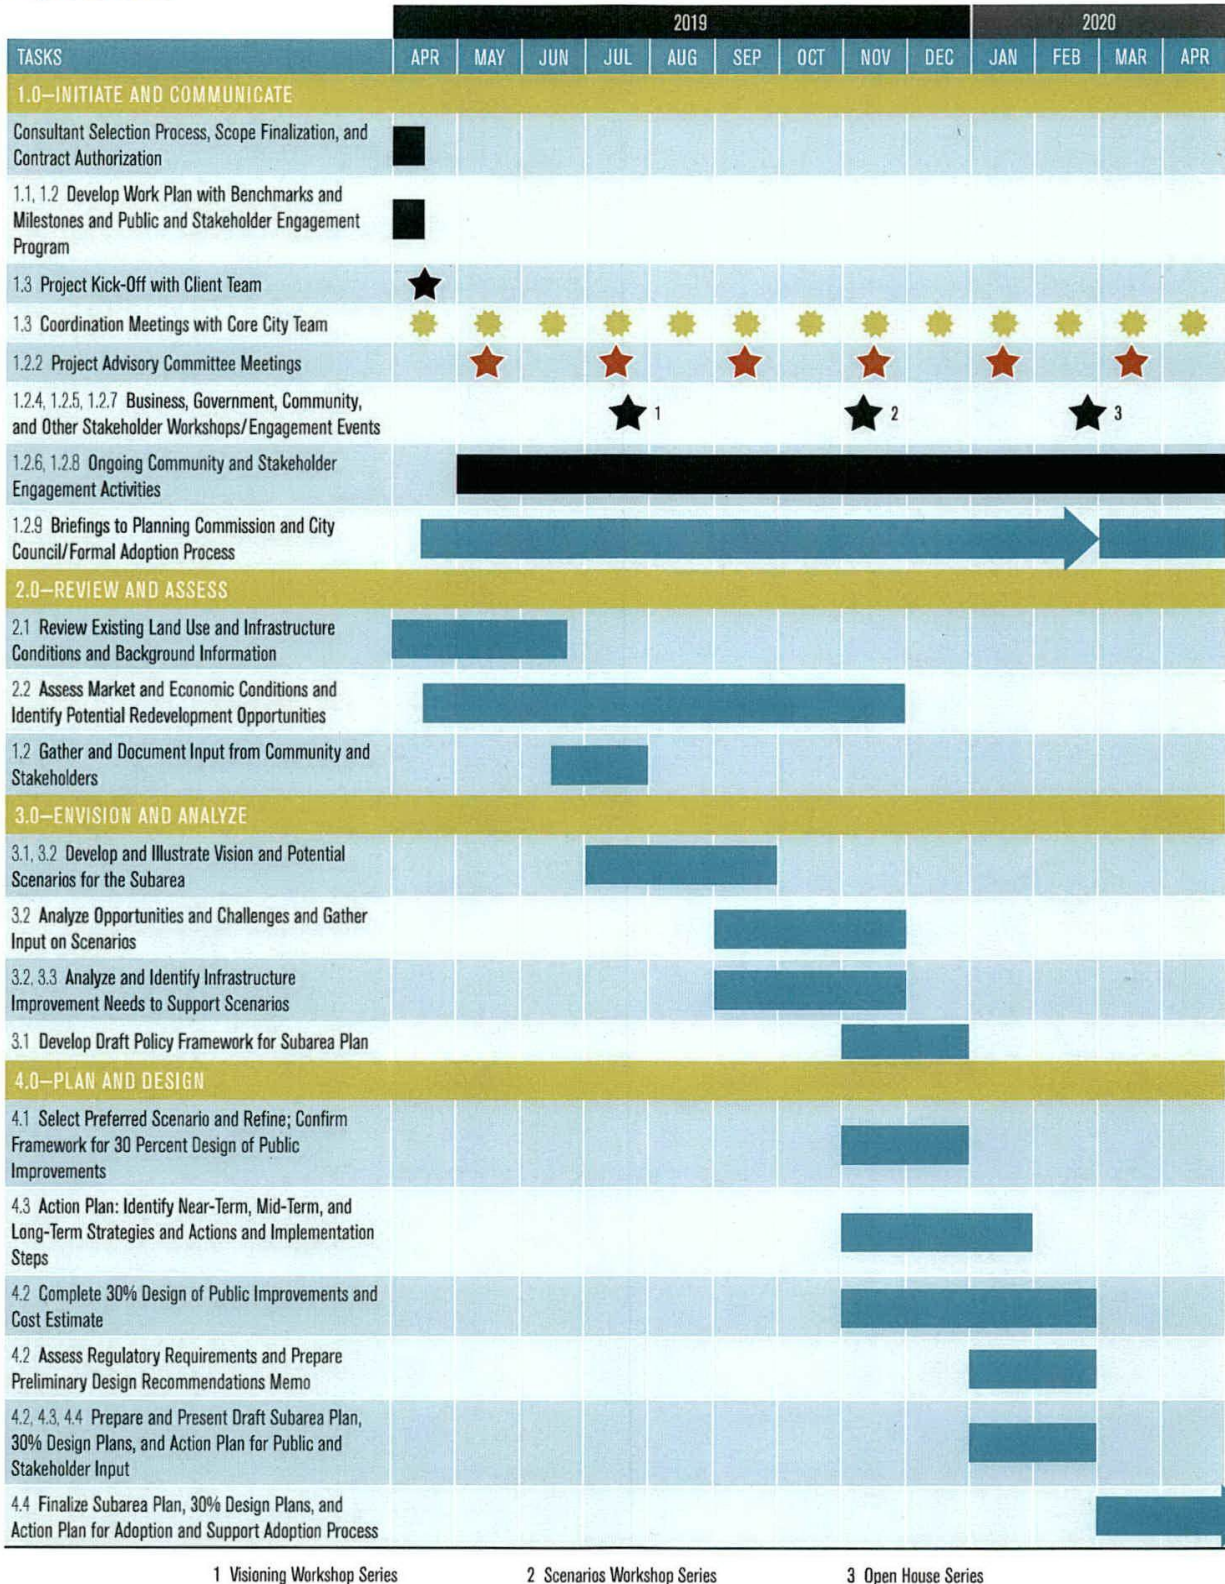 2019 2020
TASKS APR MAY JUN JUL AUG SEP OCT NOV DEC JAN FEB MAR APR
1.0–INITIATE AND COMMUNICATE
Consultant Selection Process, Scope Finalization, and
Contract Authorization
1.1, 1.2 Develop Work Plan with Benchmarks and
Milestones and Public and Stakeholder Engagement
Program
1.3 Project Kick-Off with Client Team
1.3 Coordination Meetings with Core City Team
1.2.2 Project Advisory Committee Meetings
1.2.4, 1.2.5, 1.2.7 Business, Government, Community,
and Other Stakeholder Workshops/Engagement Events
1 2 3
1.2.6, 1.2.8 Ongoing Community and Stakeholder
Engagement Activities
1.2.9 Briefings to Planning Commission and City
Council/Formal Adoption Process
2.0–REVIEW AND ASSESS
2.1 Review Existing Land Use and Infrastructure
Conditions and Background Information
2.2 Assess Market and Economic Conditions and
Identify Potential Redevelopment Opportunities
1.2 Gather and Document Input from Community and
Stakeholders
3.0–ENVISION AND ANALYZE
3.1, 3.2 Develop and Illustrate Vision and Potential
Scenarios for the Subarea
3.2 Analyze Opportunities and Challenges and Gather
Input on Scenarios
3.2, 3.3 Analyze and Identify Infrastructure
Improvement Needs to Support Scenarios
3.1 Develop Draft Policy Framework for Subarea Plan
4.0–PLAN AND DESIGN
4.1 Select Preferred Scenario and Refine; Confirm
Framework for 30 Percent Design of Public
Improvements
4.3 Action Plan: Identify Near-Term, Mid-Term, and
Long-Term Strategies and Actions and Implementation
Steps
4.2 Complete 30% Design of Public Improvements and
Cost Estimate
4.2 Assess Regulatory Requirements and Prepare
Preliminary Design Recommendations Memo
4.2, 4.3, 4.4 Prepare and Present Draft Subarea Plan,
30% Design Plans, and Action Plan for Public and
Stakeholder Input
4.4 Finalize Subarea Plan, 30% Design Plans, and
Action Plan for Adoption and Support Adoption Process
1 Visioning Workshop Series 2 Scenarios Workshop Series 3 Open House Series